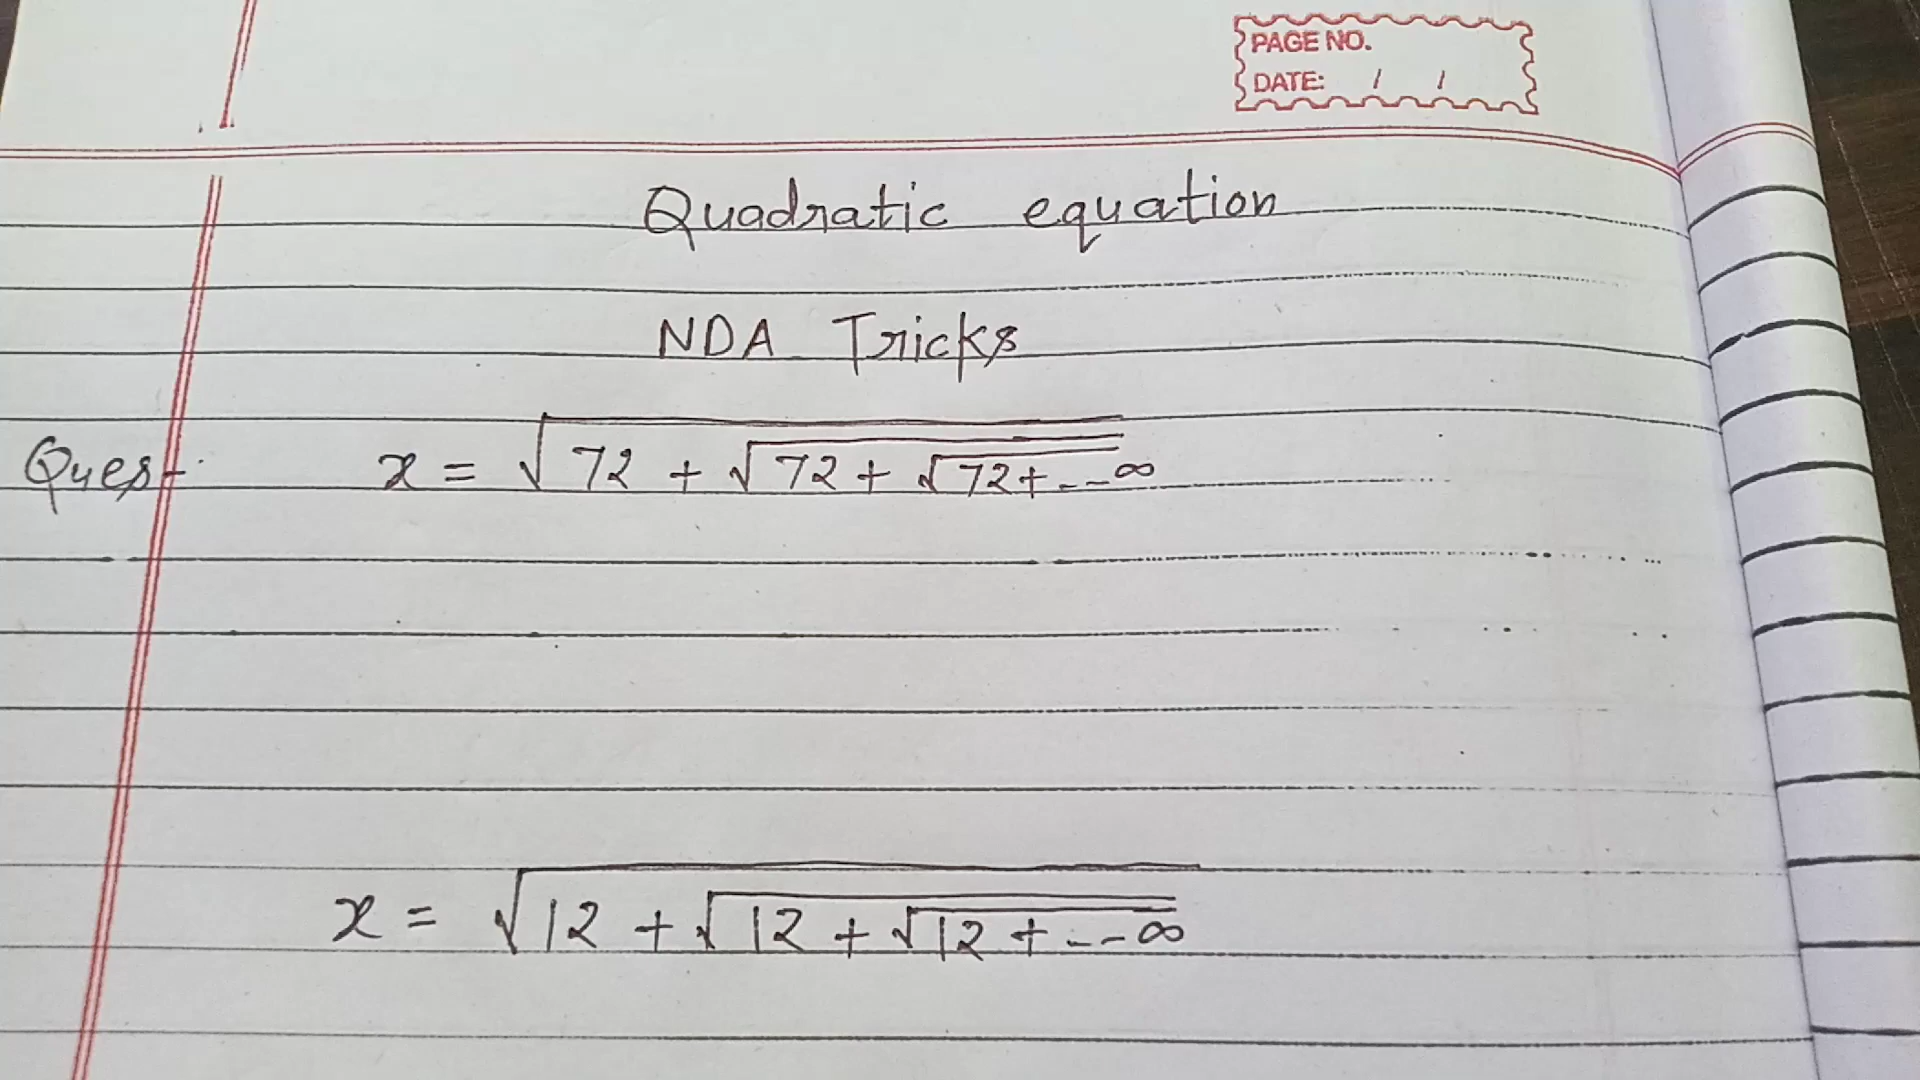 PAGE NO.
DATE: / /
Quadratic equation
NDA Tricks
Ques-. x = √72 + √72 + √72 + --∞
x = √12 + √12 + √12 + --∞